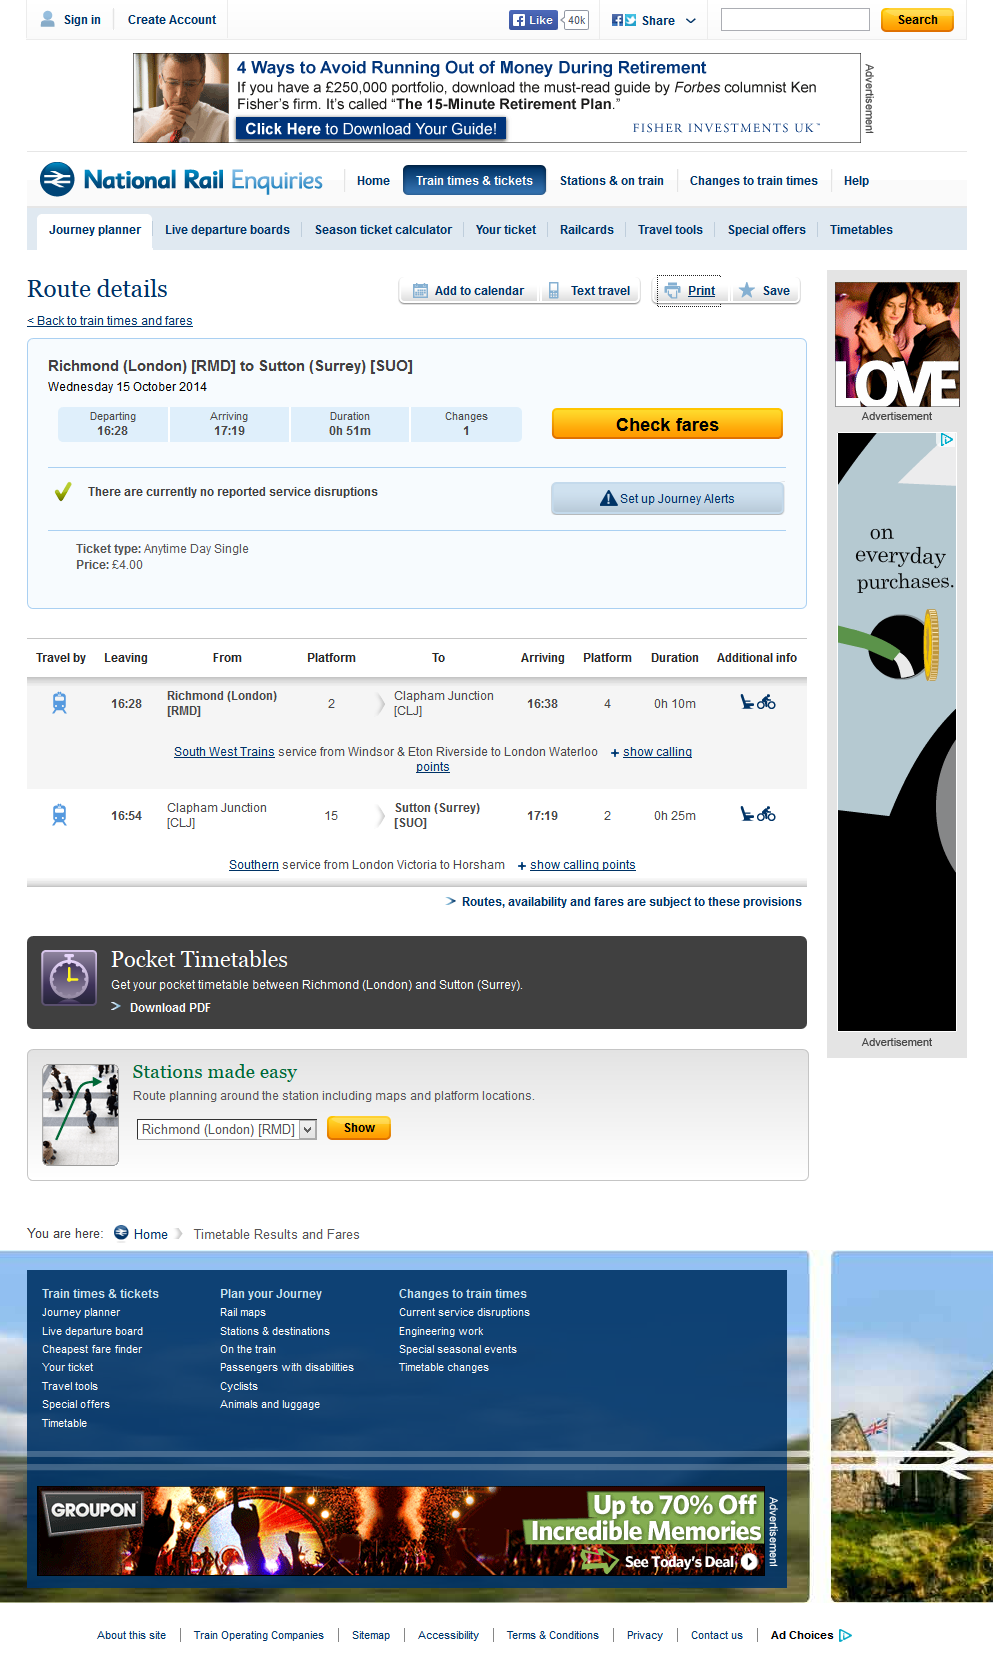 Sign in
Create Account
Like
40k
Share
Search
4 Ways to Avoid Running Out of Money During Retirement
If you have a £250,000 portfolio, download the must-read guide by Forbes columnist Ken
Fisher's firm. It's called “The 15-Minute Retirement Plan.”
Click Here to Download Your Guide!
FISHER INVESTMENTS UK™
Advertisement
National Rail Enquiries
Home
Train times & tickets
Stations & on train
Changes to train times
Help
Journey planner
Live departure boards
Season ticket calculator
Your ticket
Railcards
Travel tools
Special offers
Timetables
Route details
Add to calendar
Text travel
Print
Save
< Back to train times and fares
Richmond (London) [RMD] to Sutton (Surrey) [SUO]
Wednesday 15 October 2014
Departing
16:28
Arriving
17:19
Duration
0h 51m
Changes
1
Check fares
There are currently no reported service disruptions
Set up Journey Alerts
Ticket type: Anytime Day Single
Price: £4.00
LOVE
Advertisement
on
everyday
purchases.
Advertisement
Travel by Leaving From Platform To Arriving Platform Duration Additional info
16:28 Richmond (London) [RMD] 2 Clapham Junction [CLJ] 16:38 4 0h 10m
South West Trains service from Windsor & Eton Riverside to London Waterloo + show calling
points
16:54 Clapham Junction [CLJ] 15 Sutton (Surrey) [SUO] 17:19 2 0h 25m
Southern service from London Victoria to Horsham + show calling points
> Routes, availability and fares are subject to these provisions
Pocket Timetables
Get your pocket timetable between Richmond (London) and Sutton (Surrey).
> Download PDF
Stations made easy
Route planning around the station including maps and platform locations.
Richmond (London) [RMD]
Show
You are here: Home Timetable Results and Fares
Train times & tickets
Journey planner
Live departure board
Cheapest fare finder
Your ticket
Travel tools
Special offers
Timetable
Plan your Journey
Rail maps
Stations & destinations
On the train
Passengers with disabilities
Cyclists
Animals and luggage
Changes to train times
Current service disruptions
Engineering work
Special seasonal events
Timetable changes
GROUPON
Up to 70% Off
Incredible Memories
See Today's Deal
Advertisement
About this site
Train Operating Companies
Sitemap
Accessibility
Terms & Conditions
Privacy
Contact us
Ad Choices